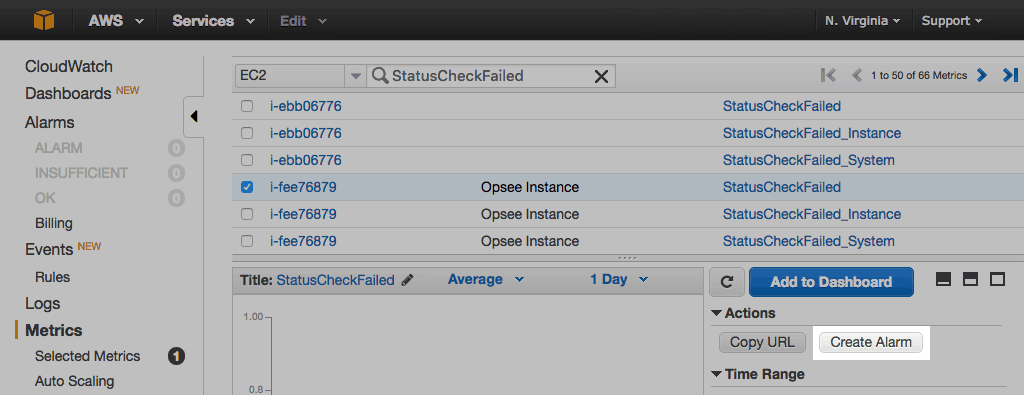 AWS Services Edit N. Virginia Support
CloudWatch
Dashboards NEW
Alarms
ALARM 0
INSUFFICIENT 0
OK 0
Billing
Events NEW
Rules
Logs
Metrics
Selected Metrics 1
Auto Scaling
EC2 StatusCheckFailed 1 to 50 of 66 Metrics
i-ebb06776 StatusCheckFailed
i-ebb06776 StatusCheckFailed_Instance
i-ebb06776 StatusCheckFailed_System
i-fee76879 Opsee Instance StatusCheckFailed
i-fee76879 Opsee Instance StatusCheckFailed_Instance
i-fee76879 Opsee Instance StatusCheckFailed_System
Title: StatusCheckFailed Average 1 Day
1.00
0.8
Add to Dashboard
Actions
Copy URL Create Alarm
Time Range